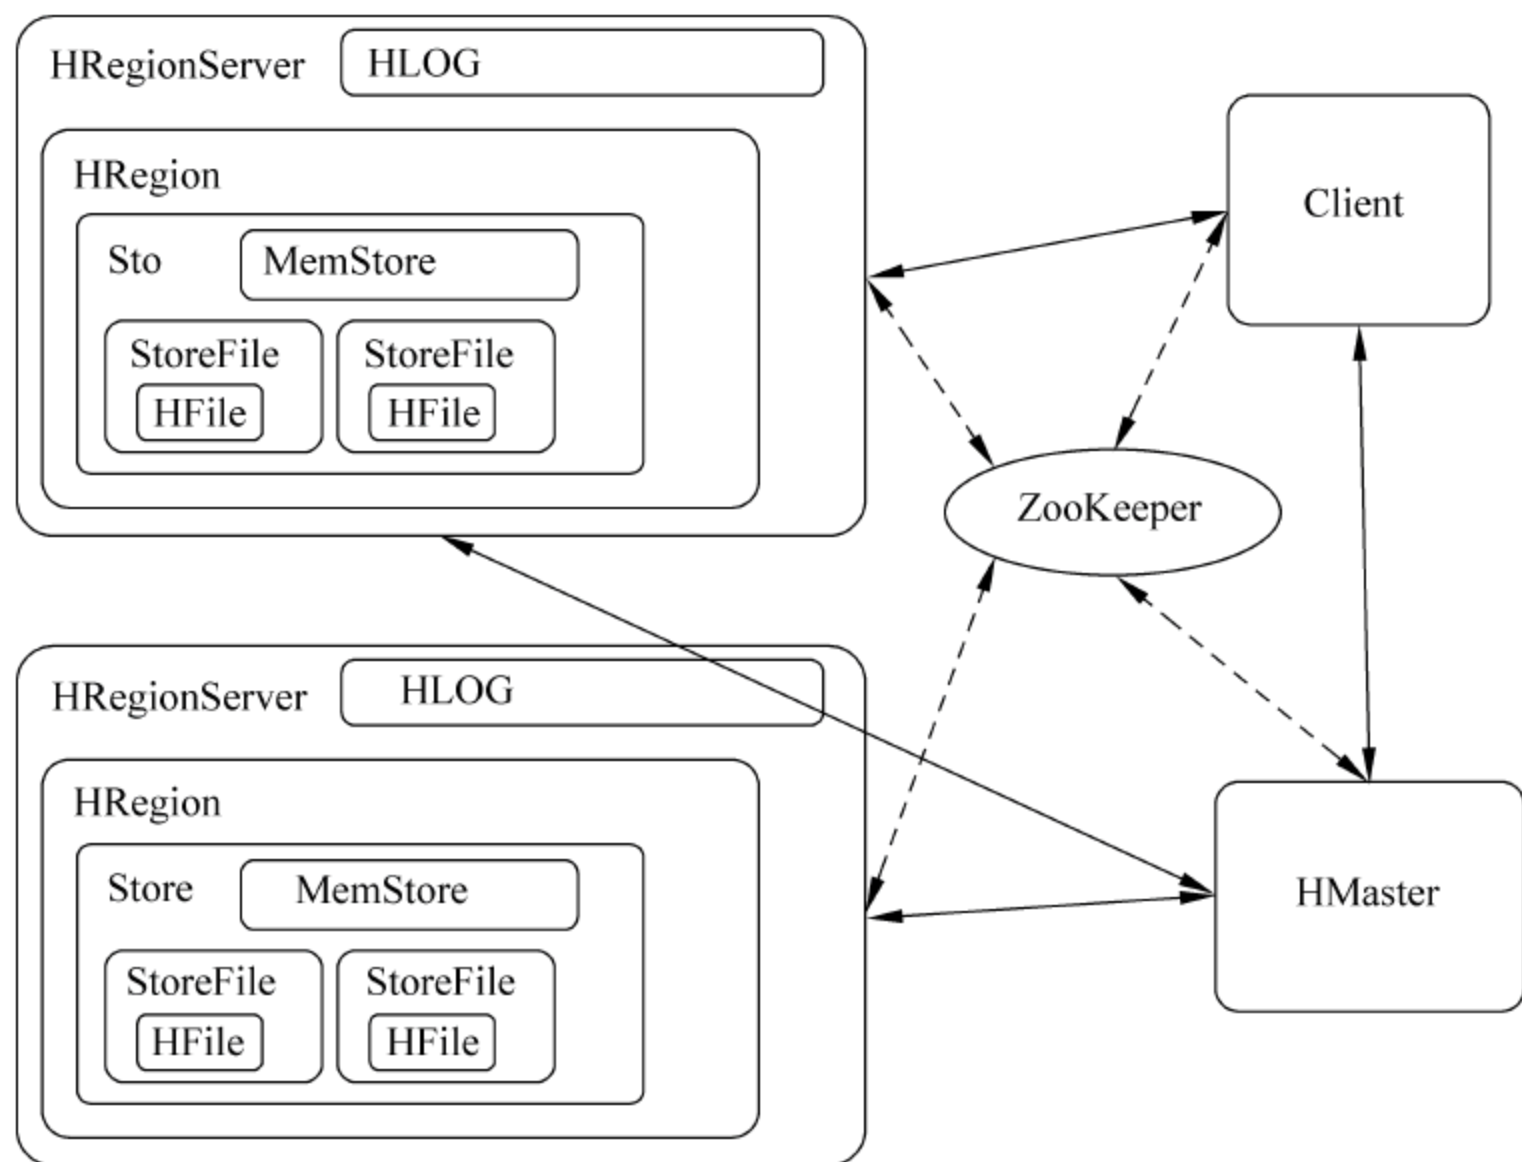 HRegionServer
HLOG
HRegion
Sto
MemStore
StoreFile
StoreFile
HFile
HFile
Client
ZooKeeper
HRegionServer
HLOG
HRegion
Store
MemStore
StoreFile
StoreFile
HFile
HFile
HMaster